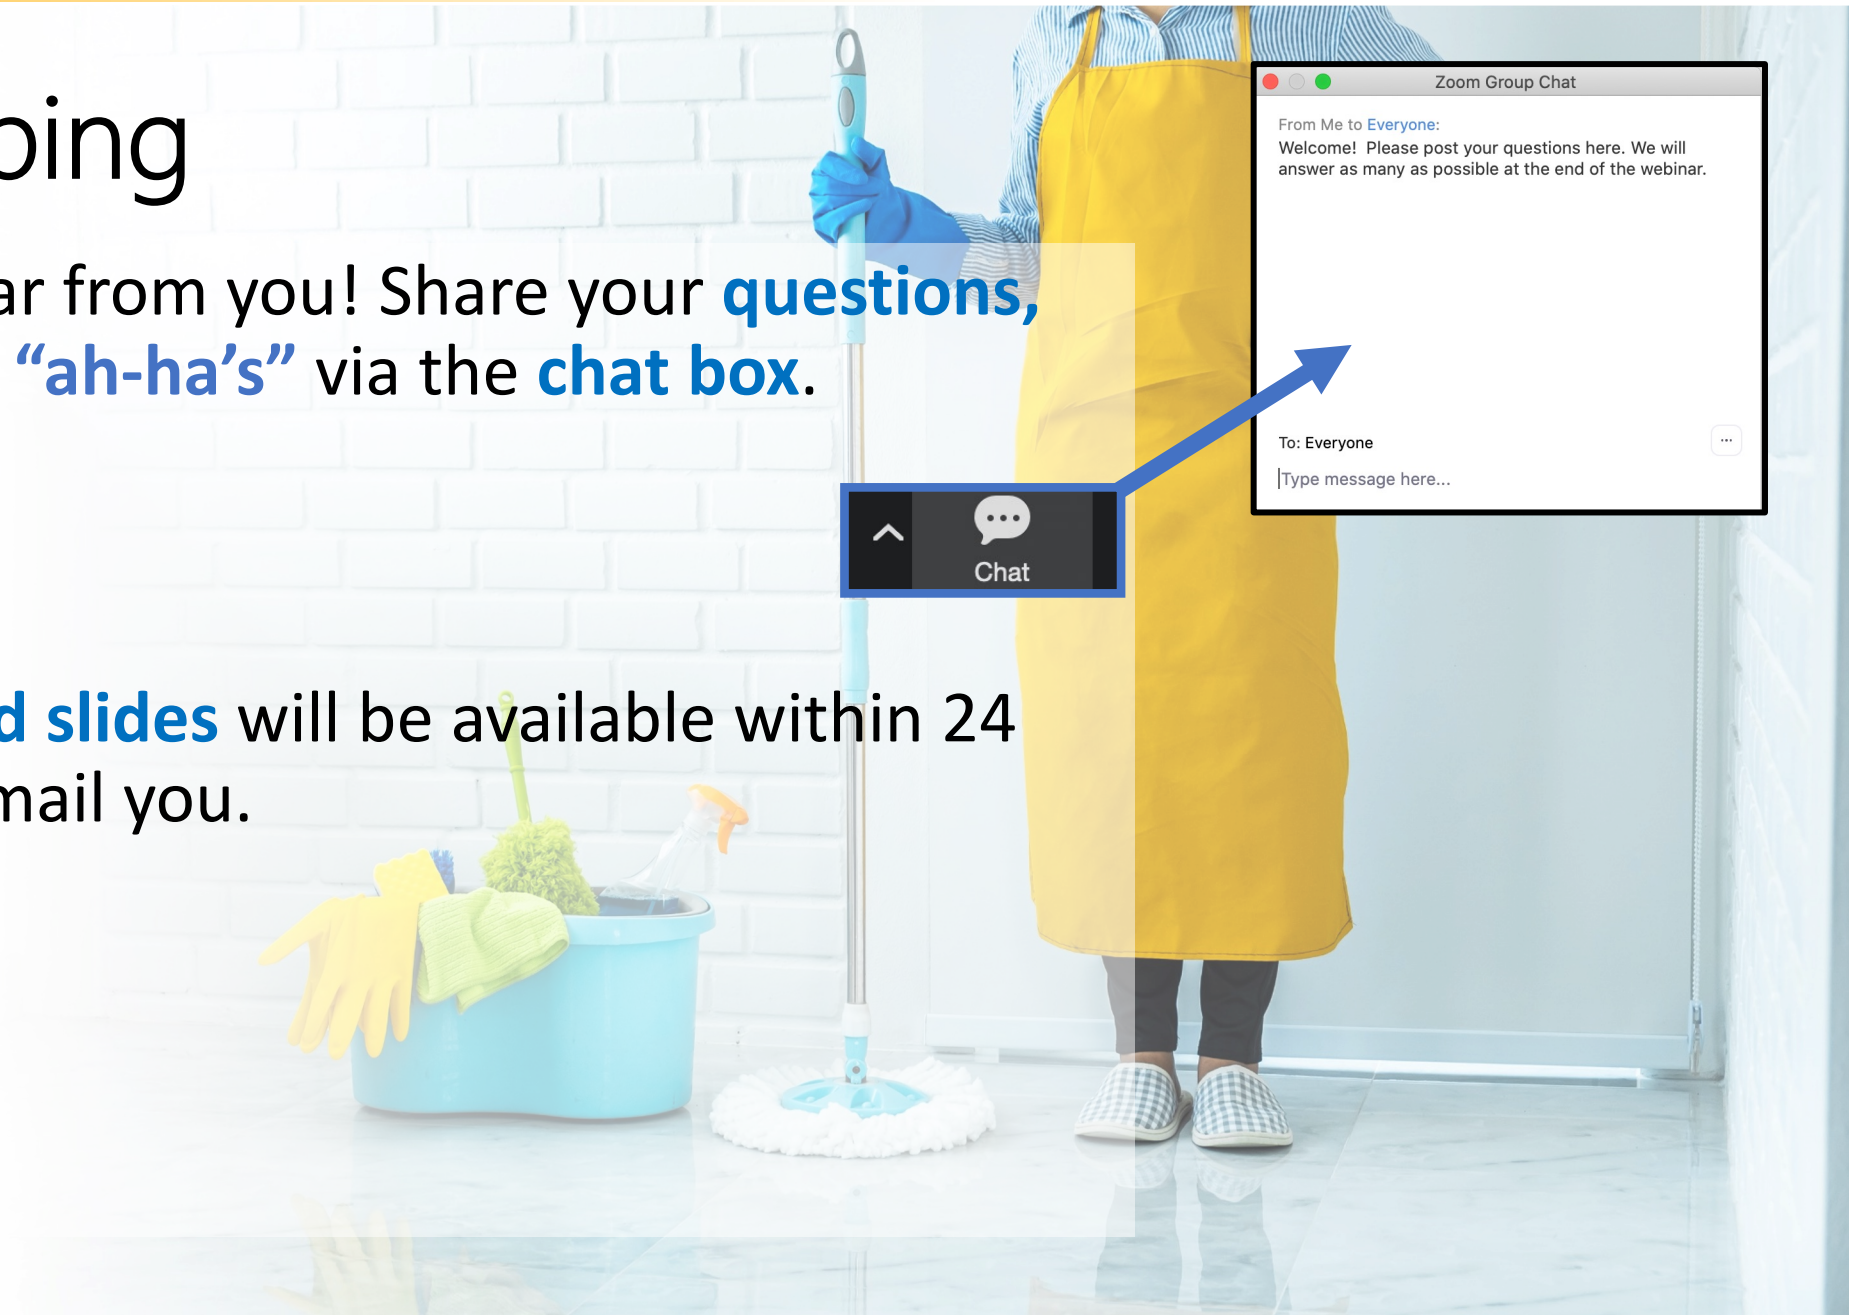 ping
ar from you! Share your questions,
“ah-ha’s” via the chat box.
Chat
d slides will be available within 24
mail you.
Zoom Group Chat
From Me to Everyone:
Welcome!  Please post your questions here. We will
answer as many as possible at the end of the webinar.
To: Everyone
...
Type message here...